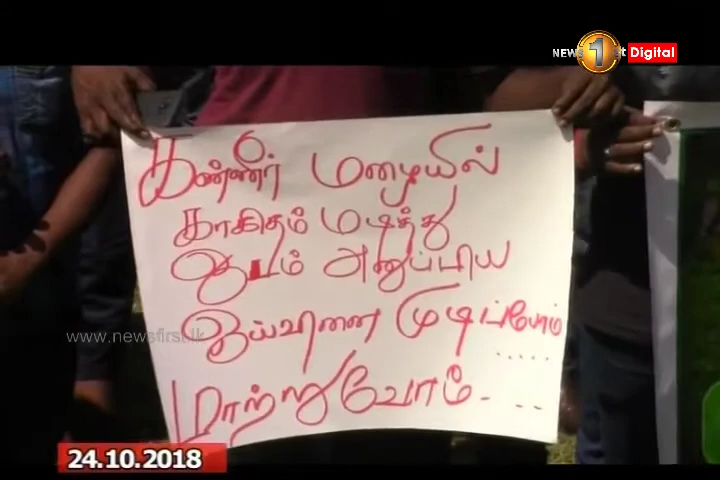 NEWS 1st Digital
கண்ணீர் மழையில்
காகிதம் மடித்து
ஓடம் அனுப்பிய
ஓய்வினை முடிப்போம்
.....
மாற்றுவோம்....
www.newsfirst.lk
24.10.2018